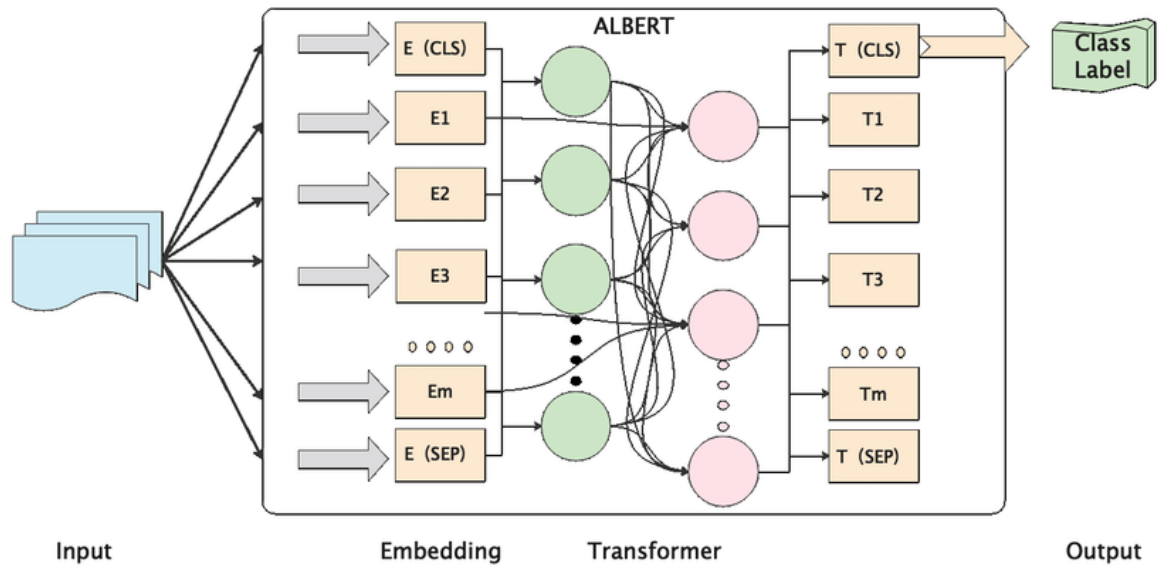 ALBERT
E (CLS)
E1
E2
E3
Em
E (SEP)
T (CLS)
T1
T2
T3
Tm
T (SEP)
Class
Label
Input
Embedding
Transformer
Output